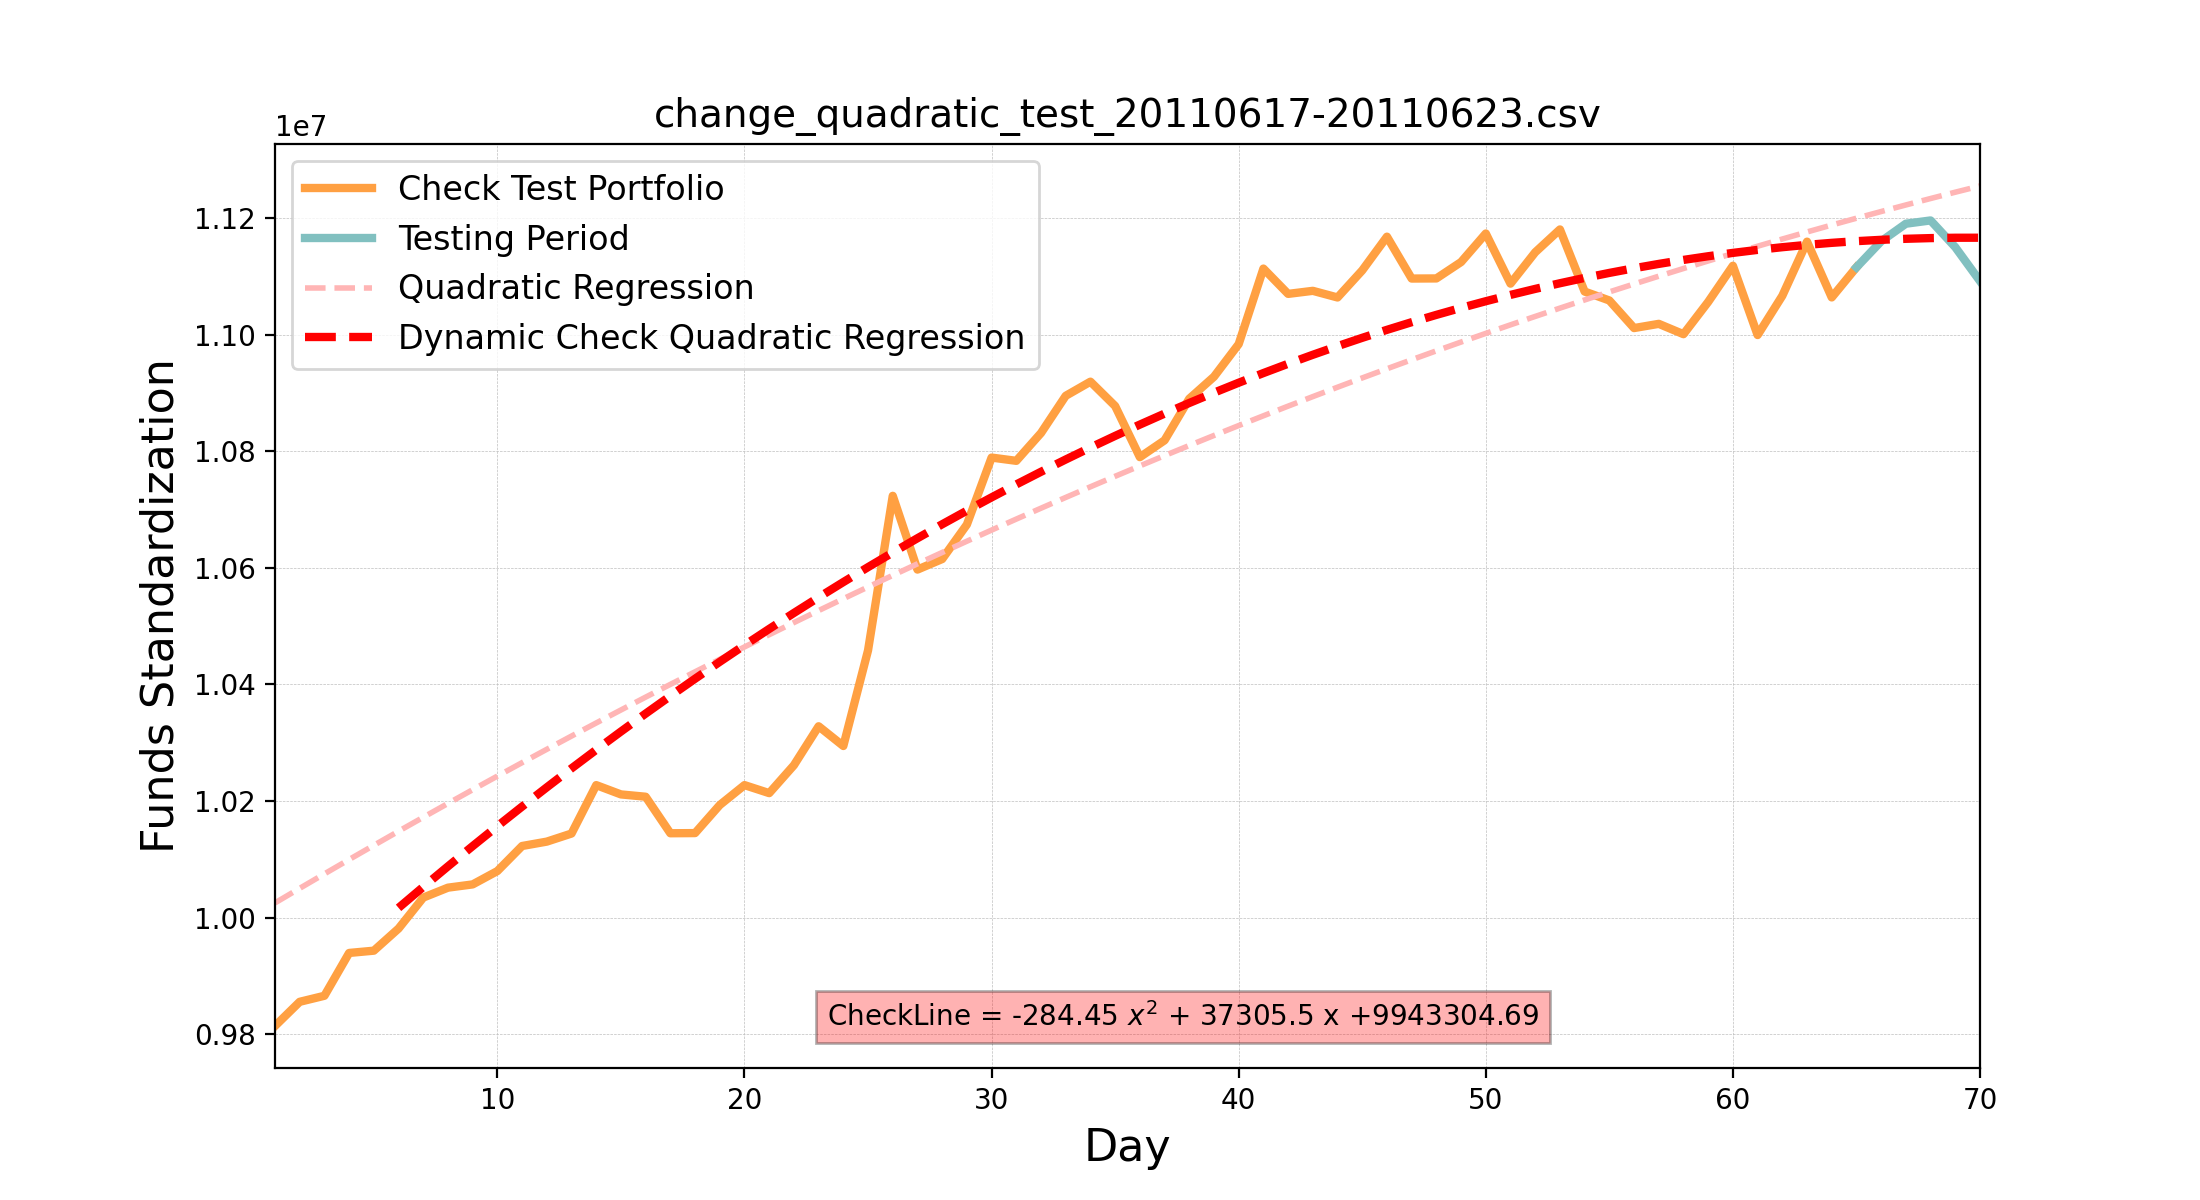 change_quadratic_test_20110617-20110623.csv
1e7
Check Test Portfolio
Testing Period
Quadratic Regression
Dynamic Check Quadratic Regression
1.12
1.10
1.08
1.06
1.04
1.02
1.00
0.98
Funds Standardization
CheckLine = -284.45 x² + 37305.5 x +9943304.69
10 20 30 40 50 60 70
Day